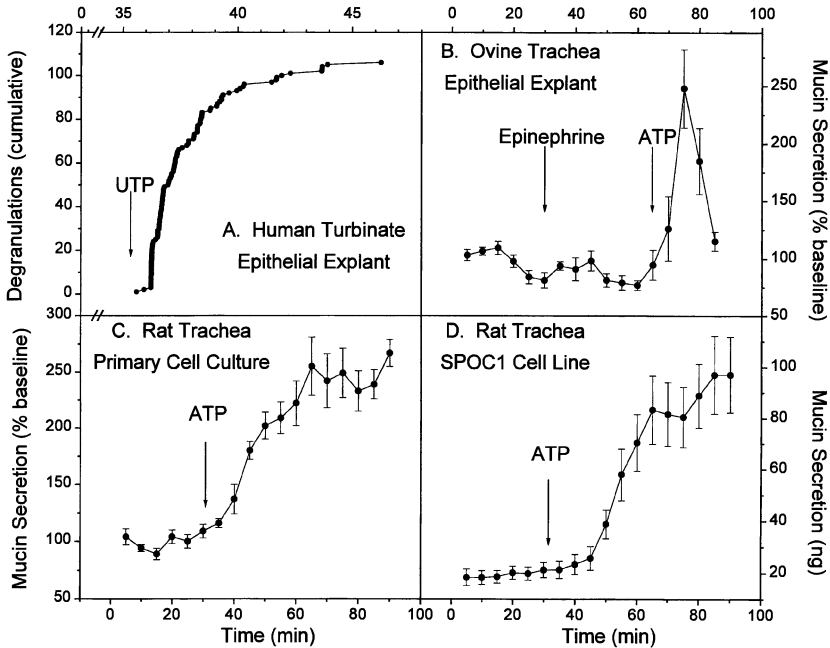 0 35 40 45
0 20 40 60 80 100
Degranulations (cumulative)
120
100
80
60
40
20
0
UTP
A. Human Turbinate
Epithelial Explant
B. Ovine Trachea
Epithelial Explant
Epinephrine
ATP
250
200
150
100
50
Mucin Secretion (% baseline)
300
250
200
150
100
50
Mucin Secretion (% baseline)
C. Rat Trachea
Primary Cell Culture
ATP
D. Rat Trachea
SPOC1 Cell Line
ATP
100
80
60
40
20
Mucin Secretion (ng)
0 20 40 60 80 100
Time (min)
0 20 40 60 80 100
Time (min)